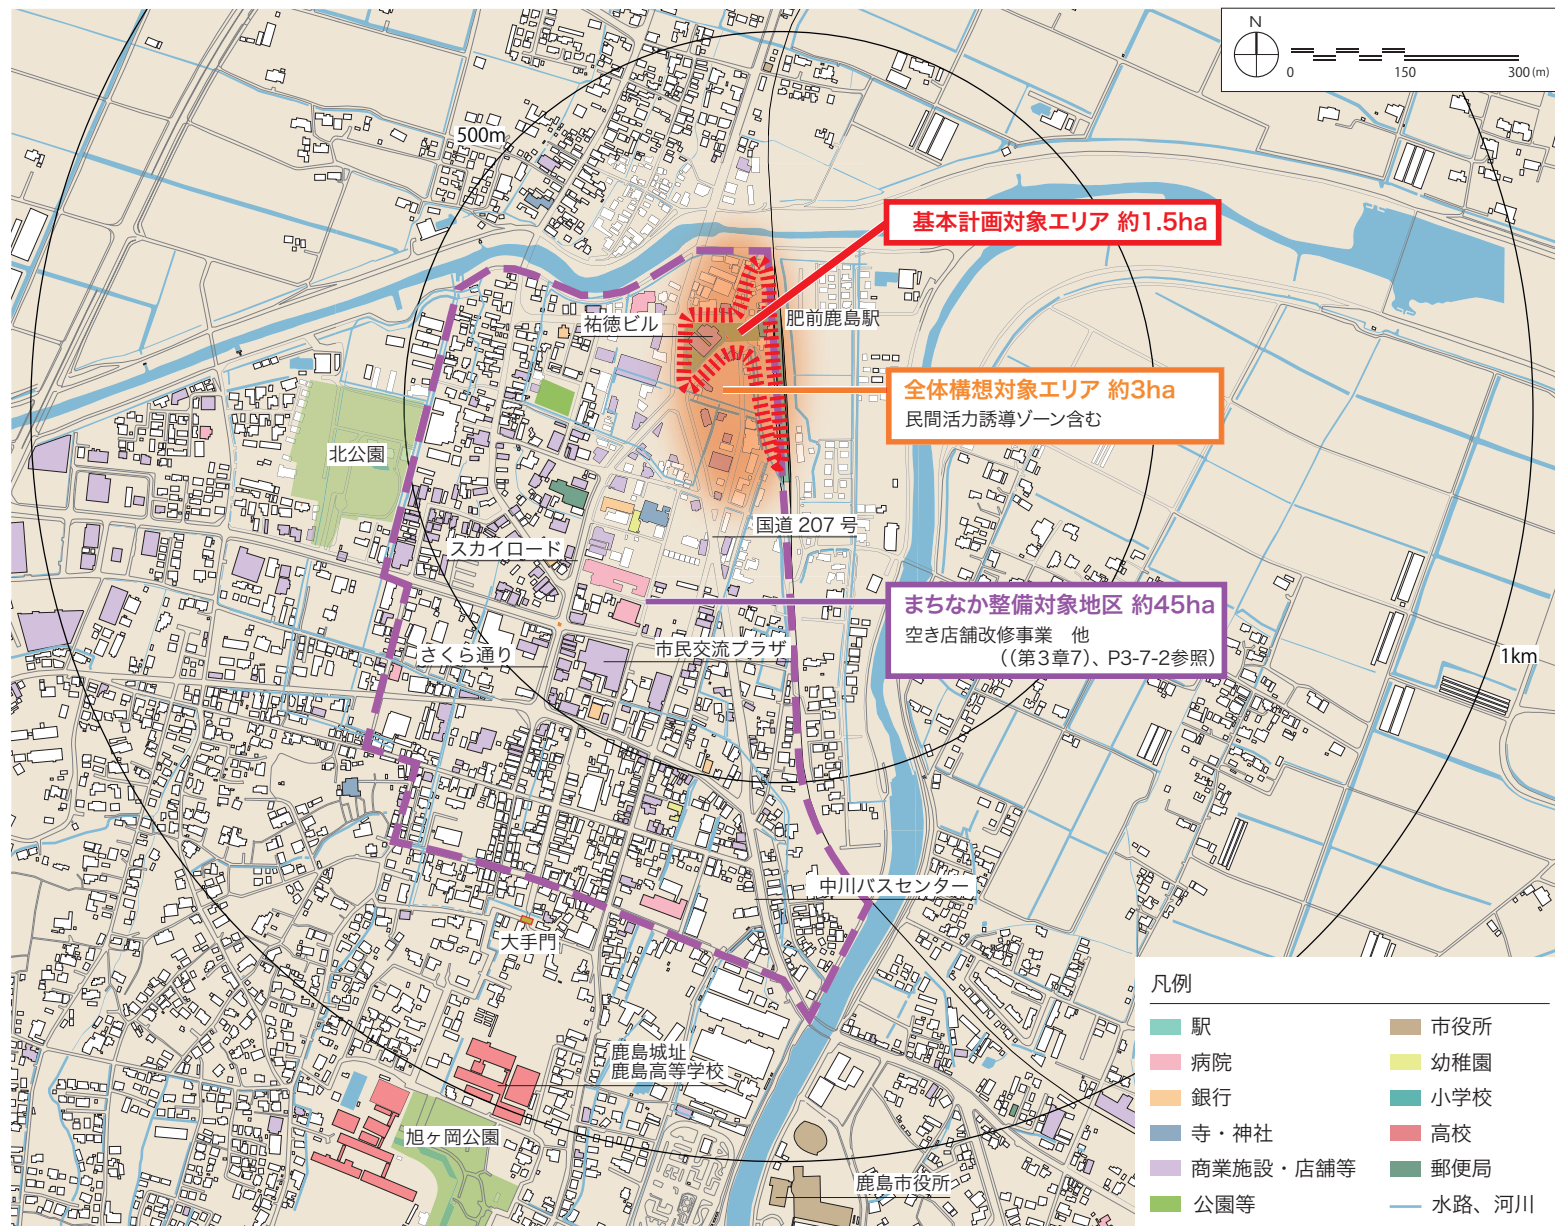 N
0 150 300(m)
500m
基本計画対象エリア 約1.5ha
祐徳ビル
肥前鹿島駅
全体構想対象エリア 約3ha
民間活力誘導ゾーン含む
北公園
国道 207 号
スカイロード
まちなか整備対象地区 約45ha
空き店舗改修事業　他
((第3章7)、P3-7-2参照)
さくら通り
市民交流プラザ
1km
中川バスセンター
大手門
鹿島城址
鹿島高等学校
旭ヶ岡公園
鹿島市役所
凡例
駅
病院
銀行
寺・神社
商業施設・店舗等
公園等
市役所
幼稚園
小学校
高校
郵便局
水路、河川